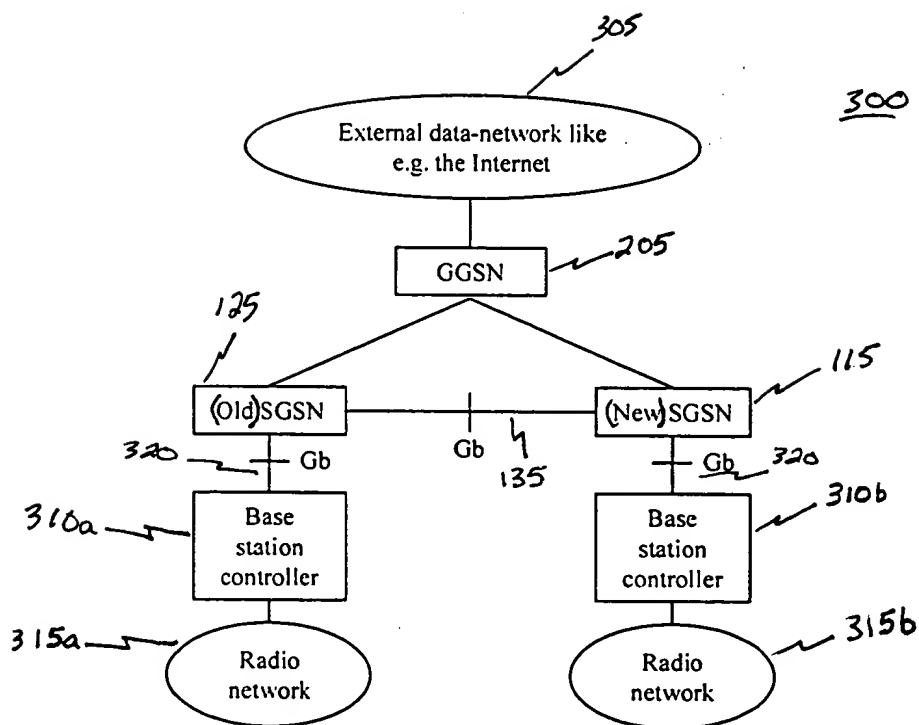 305
300
External data-network like
e.g. the Internet
GGSN
205
125
115
(Old)SGSN
(New)SGSN
Gb
135
320
Gb
Gb
320
310a
Base
station
controller
310b
Base
station
controller
315a
Radio
network
315b
Radio
network